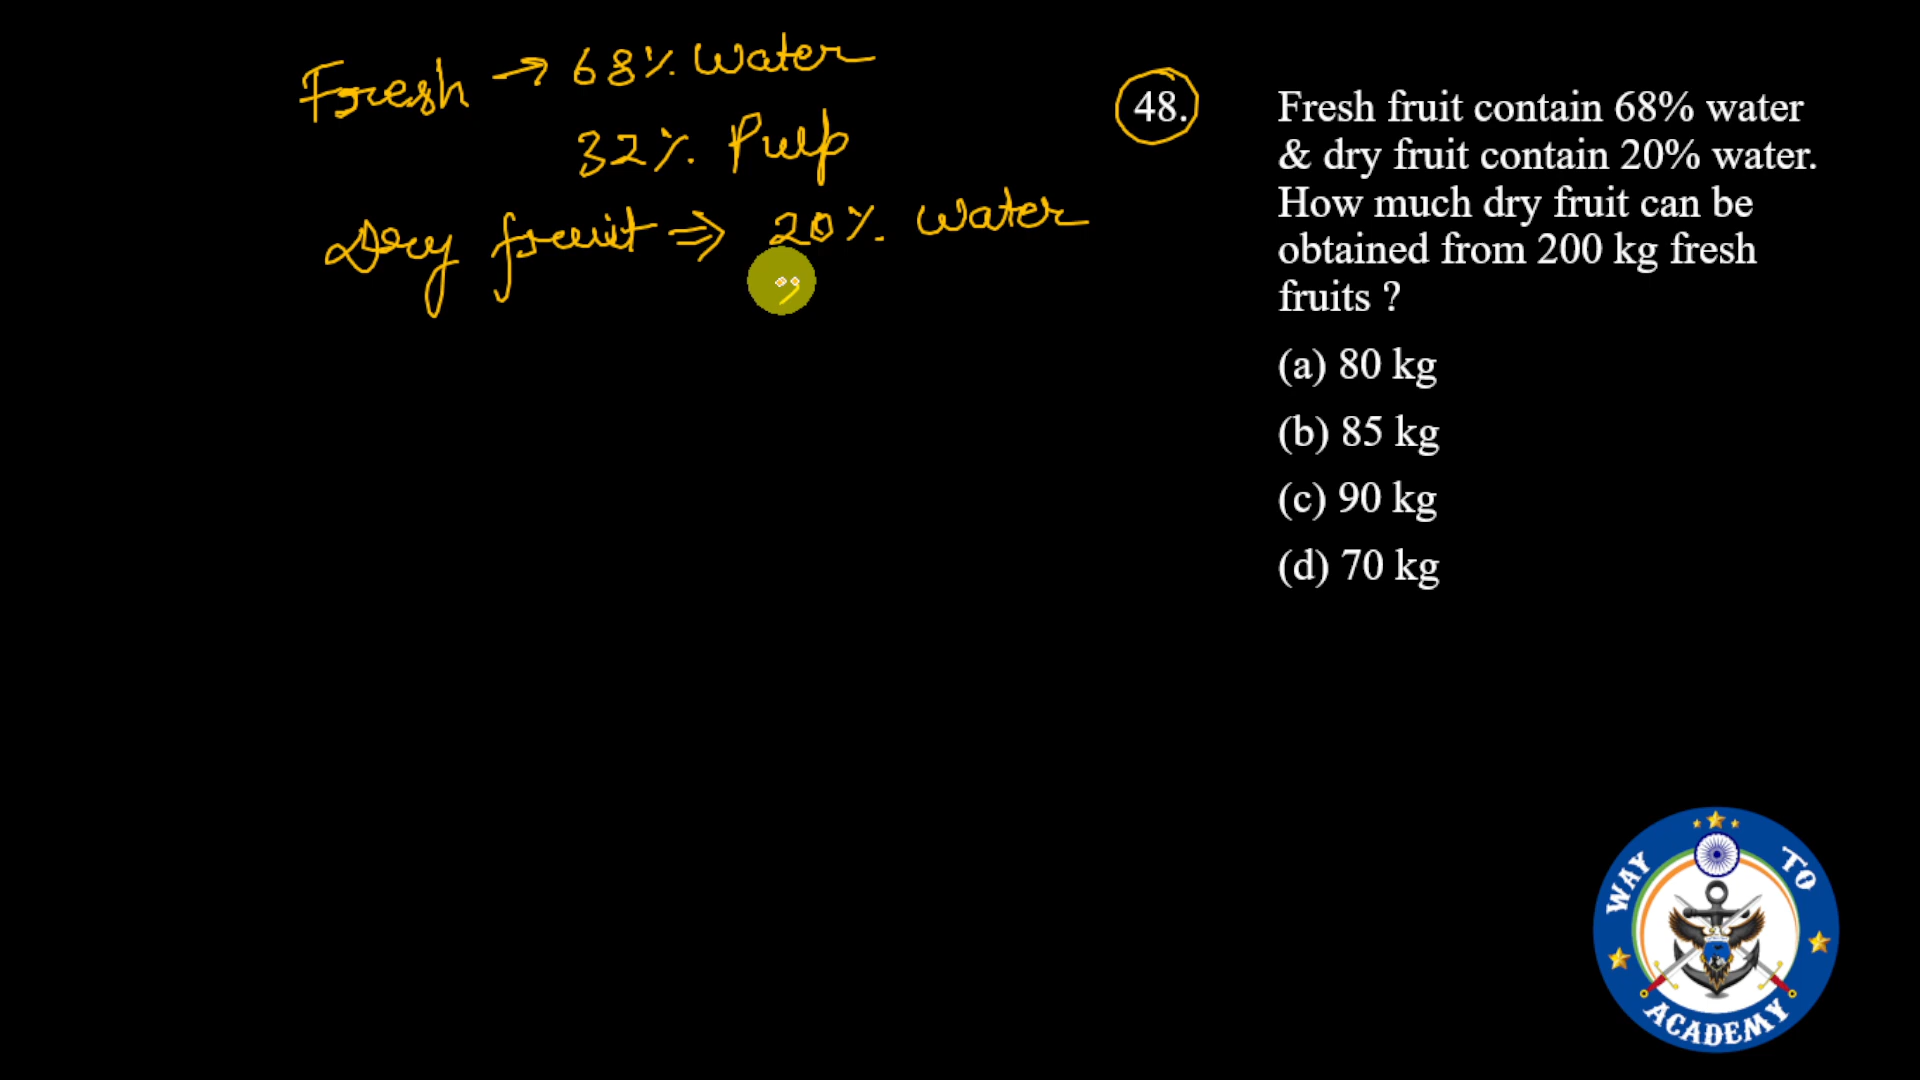 Fresh → 68% Water
32% Pulp
Dry fruit ⇒ 20% Water
48. Fresh fruit contain 68% water
& dry fruit contain 20% water.
How much dry fruit can be
obtained from 200 kg fresh
fruits ?
(a) 80 kg
(b) 85 kg
(c) 90 kg
(d) 70 kg
WAY TO
ACADEMY